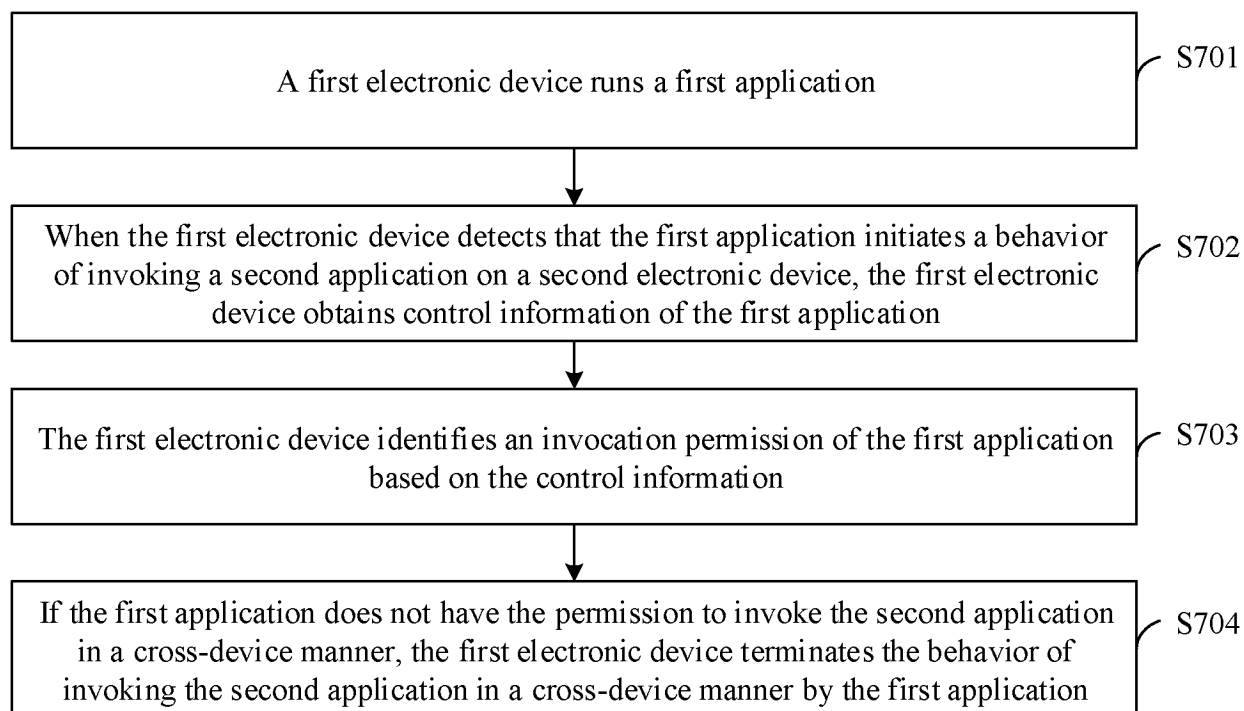 A first electronic device runs a first application
S701
When the first electronic device detects that the first application initiates a behavior
of invoking a second application on a second electronic device, the first electronic
device obtains control information of the first application
S702
The first electronic device identifies an invocation permission of the first application
based on the control information
S703
If the first application does not have the permission to invoke the second application
in a cross-device manner, the first electronic device terminates the behavior of
invoking the second application in a cross-device manner by the first application
S704